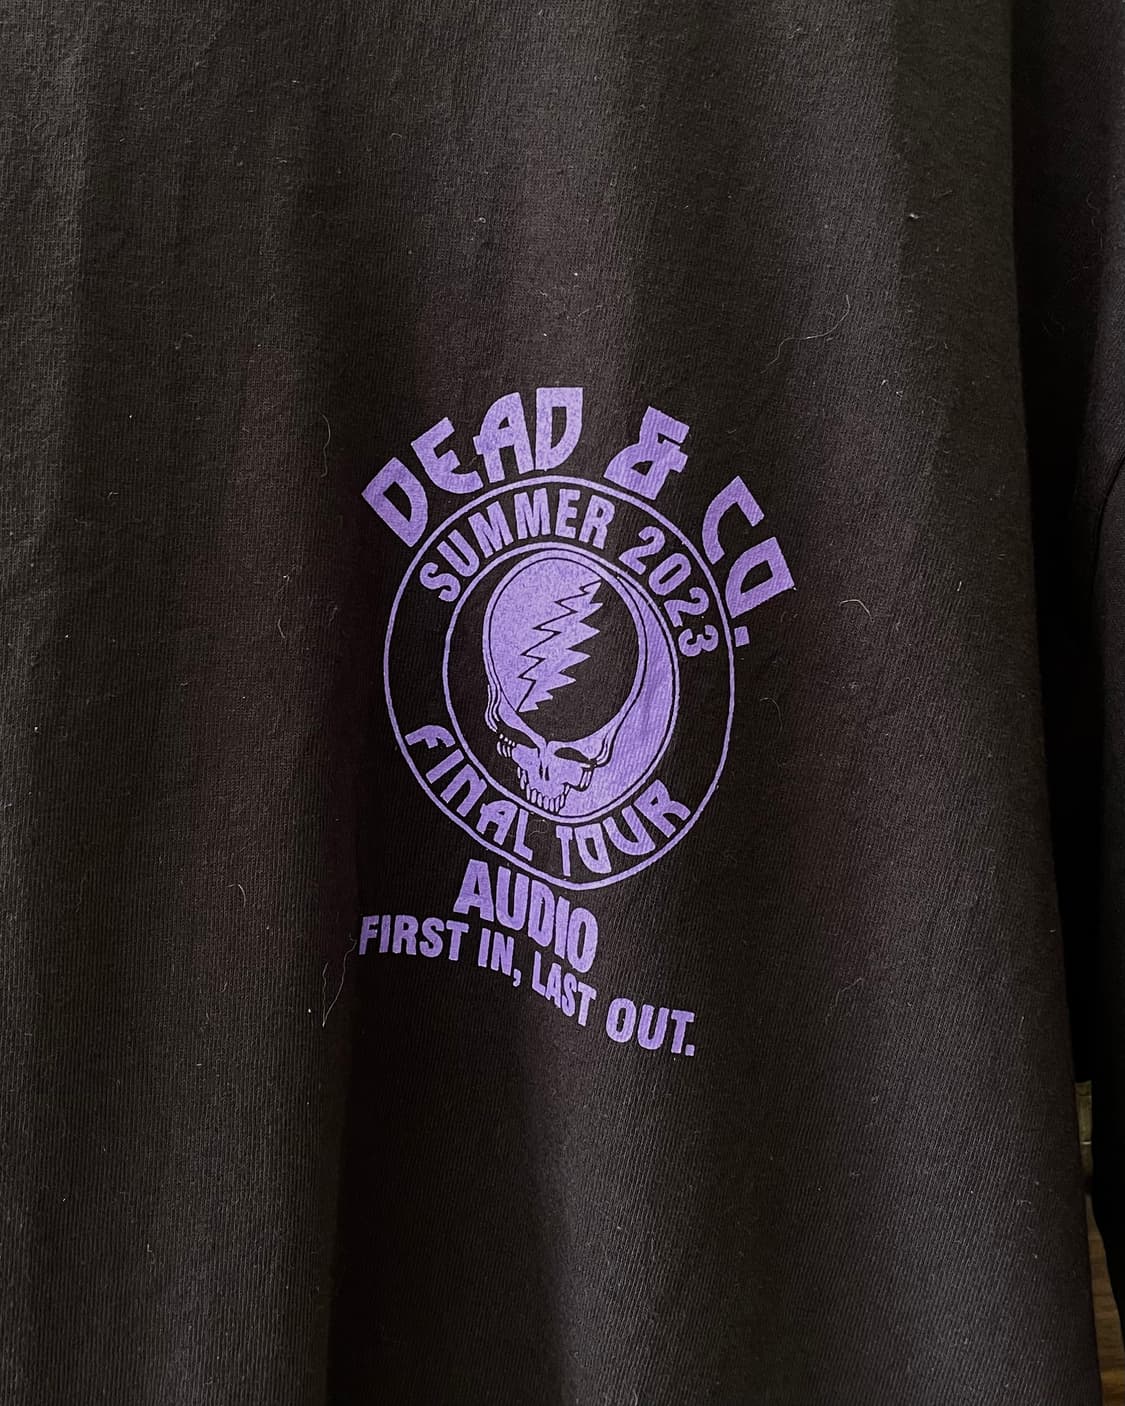 DEAD & CO.
SUMMER 2023
FINAL TOUR
AUDIO
FIRST IN, LAST OUT.